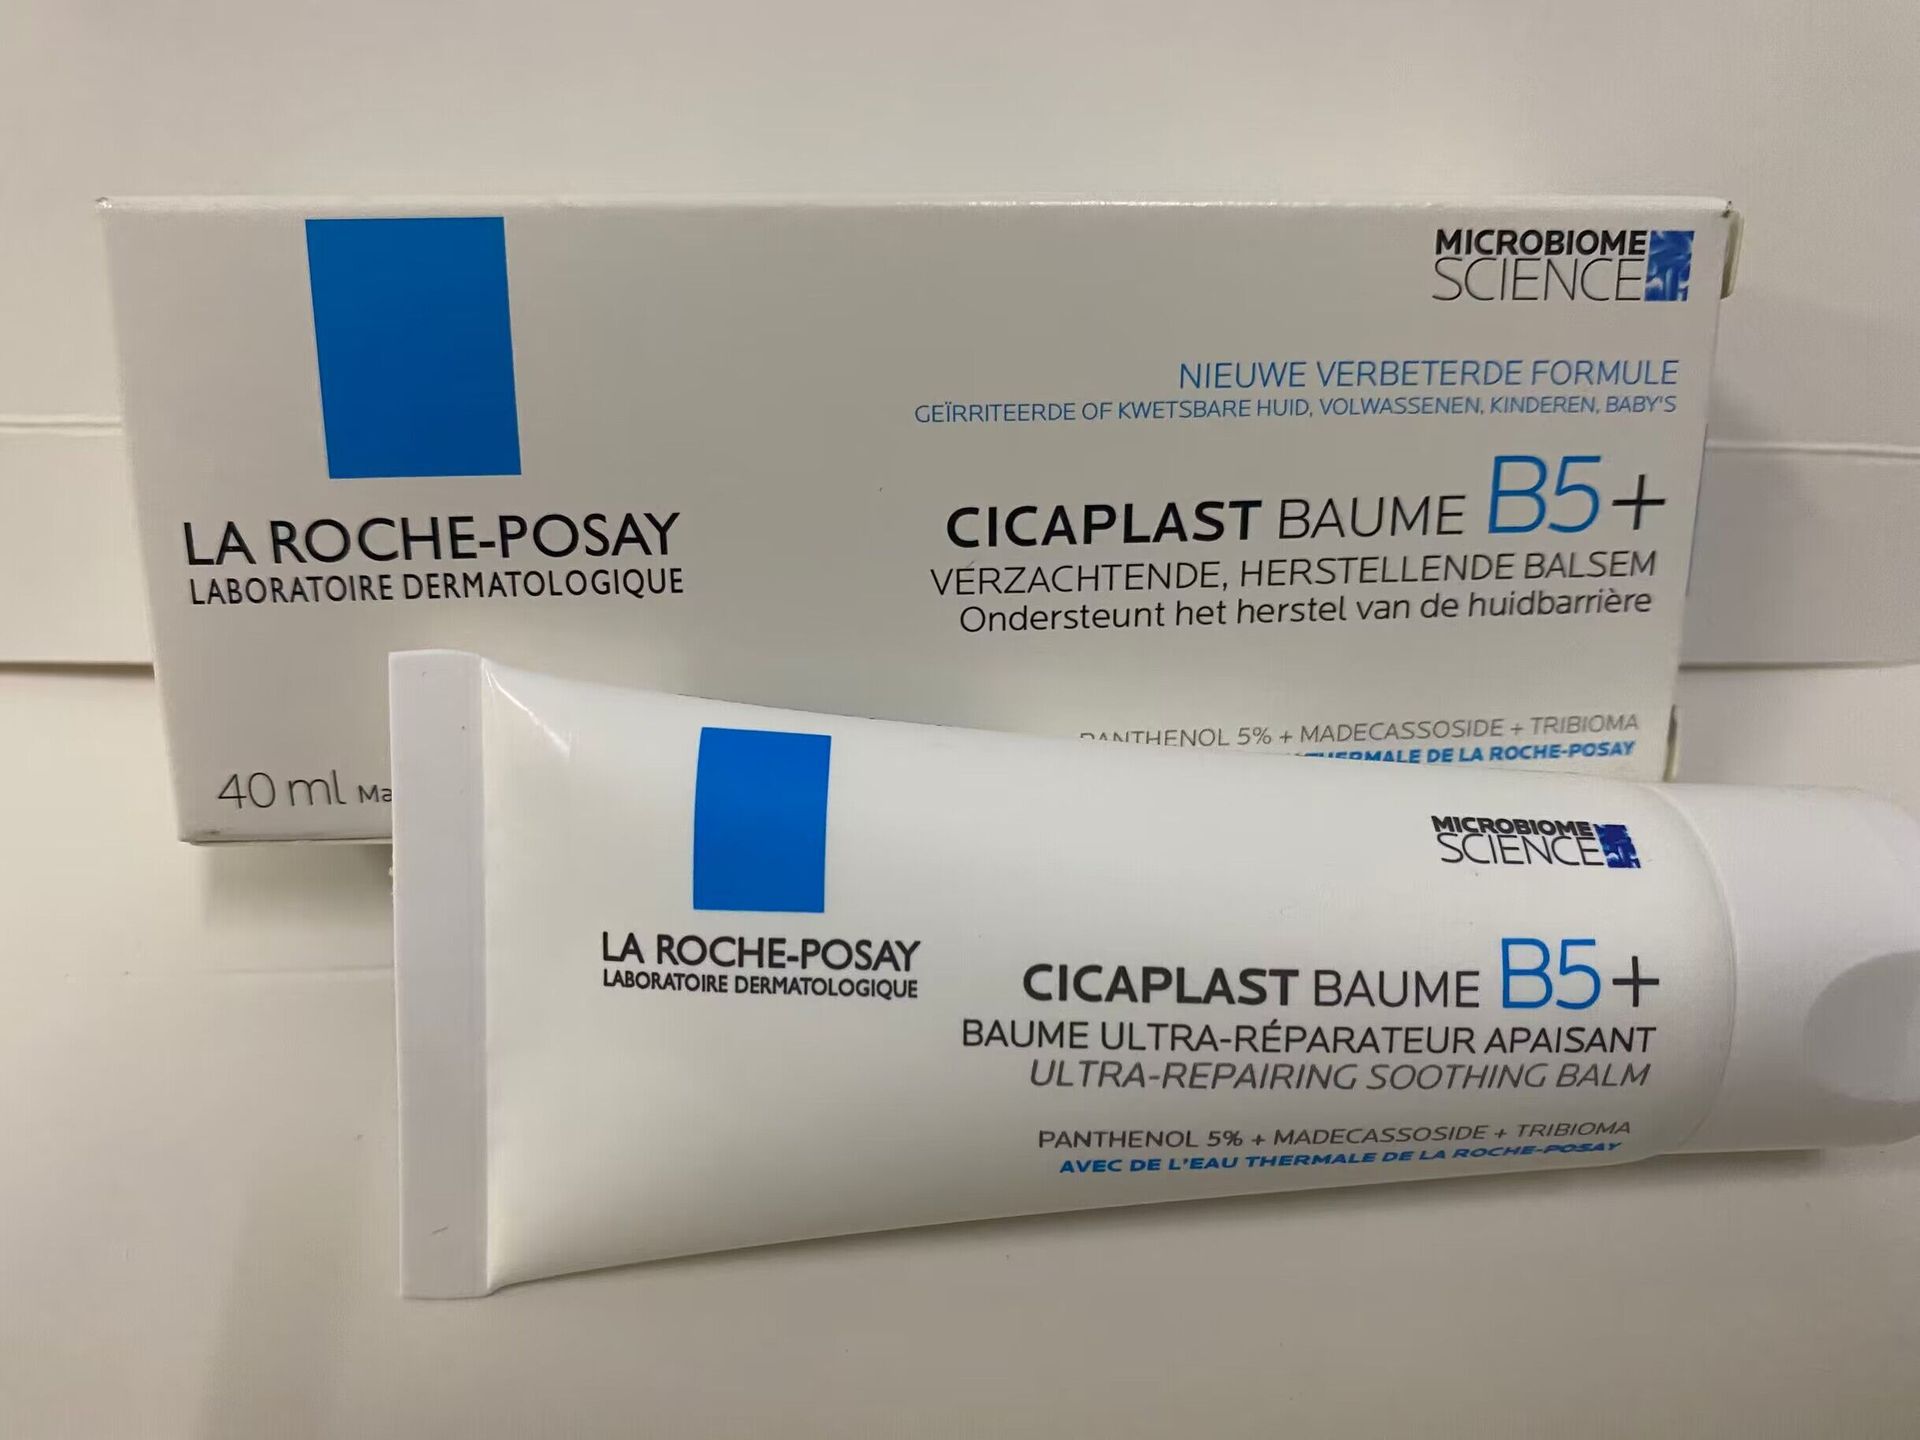 MICROBIOME
SCIENCE
NIEUWE VERBETERDE FORMULE
GEÏRRITEERDE OF KWETSBARE HUID, VOLWASSENEN, KINDEREN, BABY'S
LA ROCHE-POSAY
LABORATOIRE DERMATOLOGIQUE
CICAPLAST BAUME B5+
VERZACHTENDE, HERSTELLENDE BALSEM
Ondersteunt het herstel van de huidbarrière
PANTHENOL 5% + MADECASSOSIDE + TRIBIOMA
THERMALE DE LA ROCHE-POSAY
40 ml
MICROBIOME
SCIENCE
LA ROCHE-POSAY
LABORATOIRE DERMATOLOGIQUE
CICAPLAST BAUME B5+
BAUME ULTRA-RÉPARATEUR APAISANT
ULTRA-REPAIRING SOOTHING BALM
PANTHENOL 5% + MADECASSOSIDE + TRIBIOMA
AVEC DE L'EAU THERMALE DE LA ROCHE-POSAY